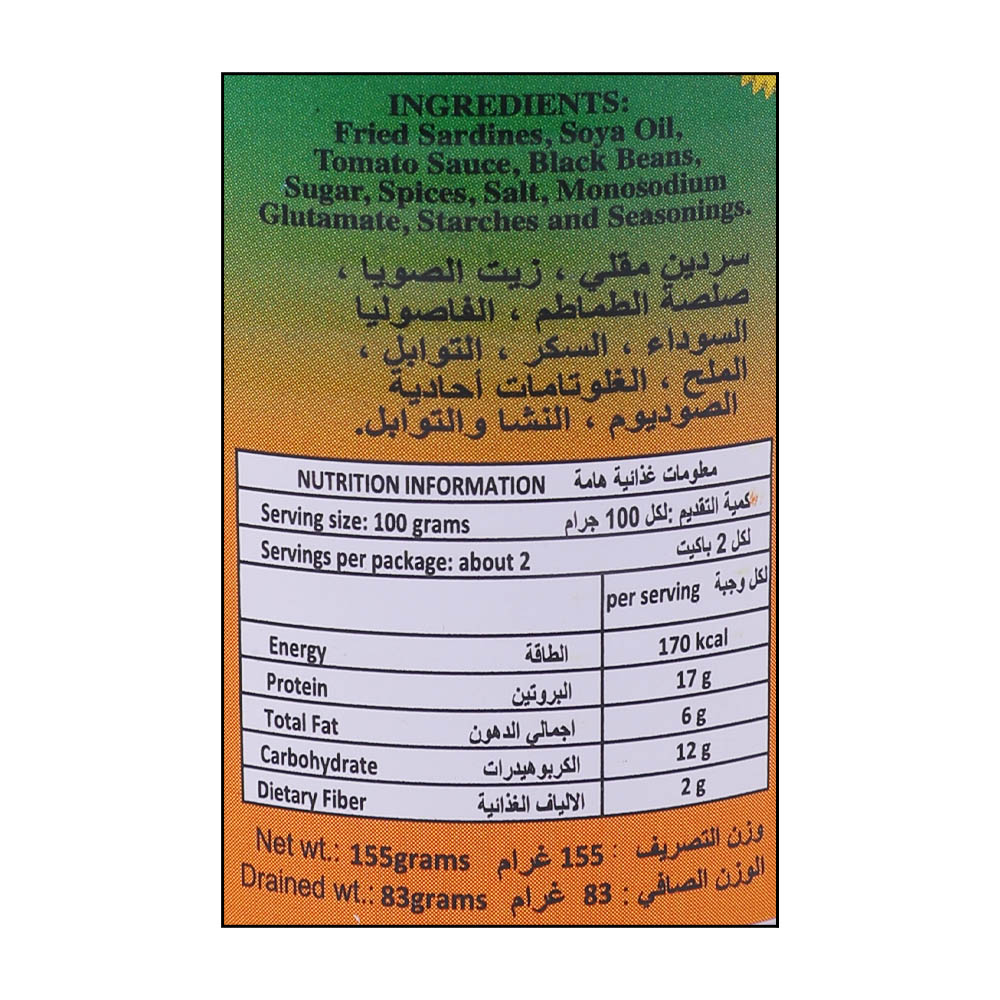 INGREDIENTS:
Fried Sardines, Soya Oil,
Tomato Sauce, Black Beans,
Sugar, Spices, Salt, Monosodium
Glutamate, Starches and Seasonings.
سردين مقلي ، زيت الصويا ،
صلصة الطماطم ، الفاصوليا
السوداء ، السكر ، التوابل ،
الملح ، الغلوتامات أحادية
الصوديوم ، النشا والتوابل.
NUTRITION INFORMATION معلومات غذائية هامة
Serving size: 100 grams كمية التقديم :لكل 100 جرام
Servings per package: about 2 لكل 2 باكيت
per serving لكل وجبة
Energy الطاقة 170 kcal
Protein البروتين 17 g
Total Fat اجمالي الدهون 6 g
Carbohydrate الكربوهيدرات 12 g
Dietary Fiber الالياف الغذائية 2 g
Net wt.: 155grams وزن التصريف : 155 غرام
Drained wt.: 83grams الوزن الصافي : 83 غرام